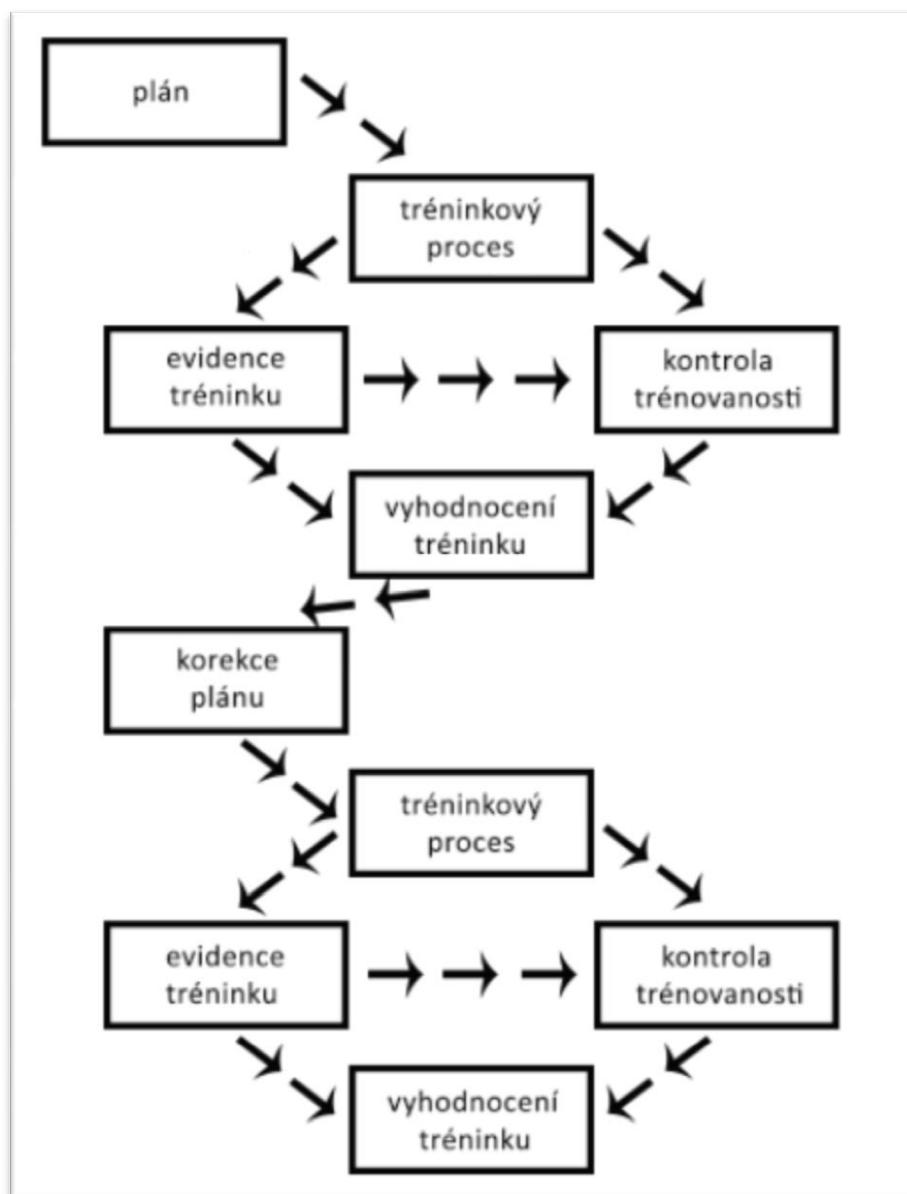 plán
tréninkový
proces
evidence
tréninku
kontrola
trénovanosti
vyhodnocení
tréninku
korekce
plánu
tréninkový
proces
evidence
tréninku
kontrola
trénovanosti
vyhodnocení
tréninku